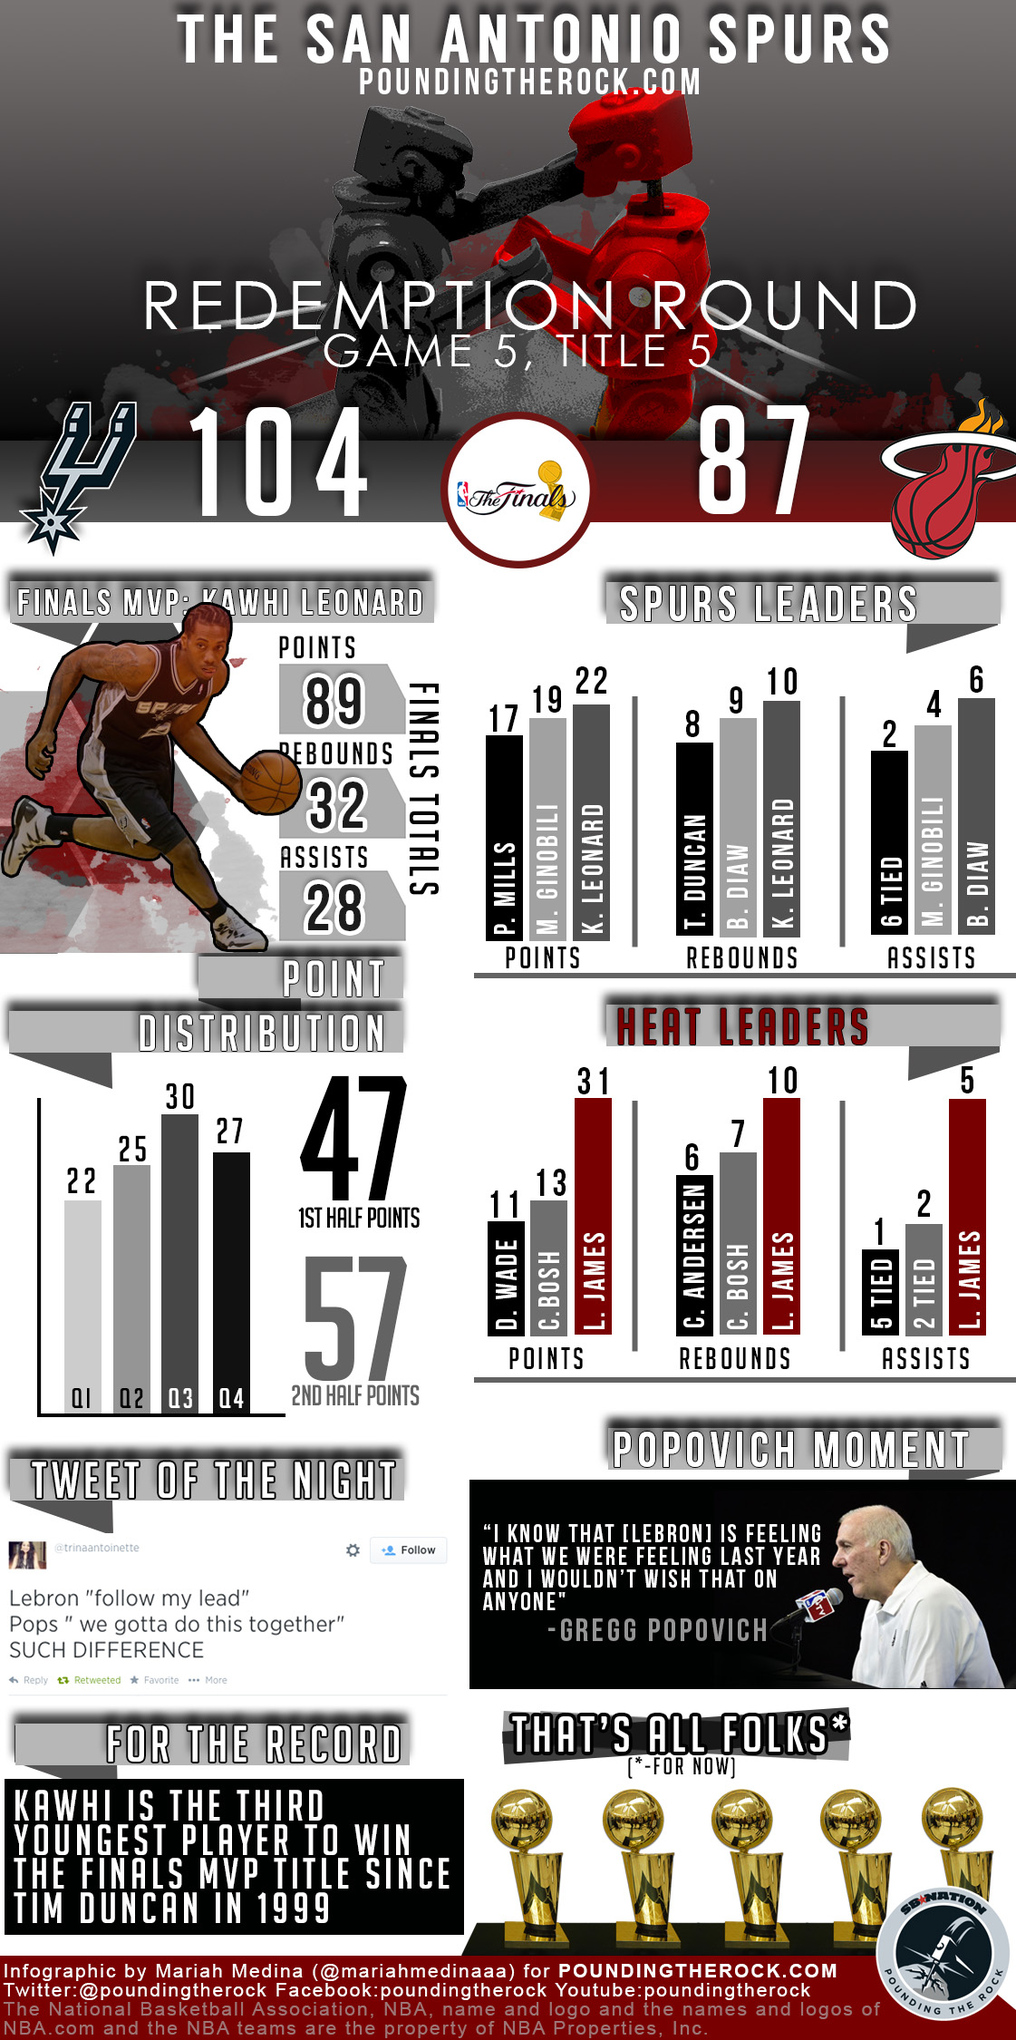 THE SAN ANTONIO SPURS
POUNDINGTHEROCK.COM
REDEMPTION ROUND
GAME 5, TITLE 5
104
The Finals
87
FINALS MVP: KAWHI LEONARD
POINTS
89
REBOUNDS
32
ASSISTS
28
FINALS TOTALS
SPURS LEADERS
17
19
22
P. MILLS
M. GINOBILI
K. LEONARD
POINTS
8
9
10
T. DUNCAN
B. DIAW
K. LEONARD
REBOUNDS
2
4
6
6 TIED
M. GINOBILI
B. DIAW
ASSISTS
POINT
DISTRIBUTION
22
25
30
27
Q1
Q2
Q3
Q4
47
1ST HALF POINTS
57
2ND HALF POINTS
HEAT LEADERS
11
13
31
D. WADE
C.BOSH
L. JAMES
POINTS
6
7
10
C. ANDERSEN
C. BOSH
L. JAMES
REBOUNDS
1
2
5
5 TIED
2 TIED
L. JAMES
ASSISTS
TWEET OF THE NIGHT
@trinaantoinette
Follow
Lebron "follow my lead"
Pops " we gotta do this together"
SUCH DIFFERENCE
Reply Retweeted Favorite ••• More
POPOVICH MOMENT
"I KNOW THAT [LEBRON] IS FEELING
WHAT WE WERE FEELING LAST YEAR
AND I WOULDN'T WISH THAT ON
ANYONE"
-GREGG POPOVICH
FOR THE RECORD
KAWHI IS THE THIRD
YOUNGEST PLAYER TO WIN
THE FINALS MVP TITLE SINCE
TIM DUNCAN IN 1999
THAT'S ALL FOLKS*
(*-FOR NOW)
SB NATION
POUNDING THE ROCK
Infographic by Mariah Medina (@mariahmedinaaa) for POUNDINGTHEROCK.COM
Twitter:@poundingtherock Facebook:poundingtherock Youtube:poundingtherock
The National Basketball Association, NBA, name and logo and the names and logos of
NBA.com and the NBA teams are the property of NBA Properties, Inc.